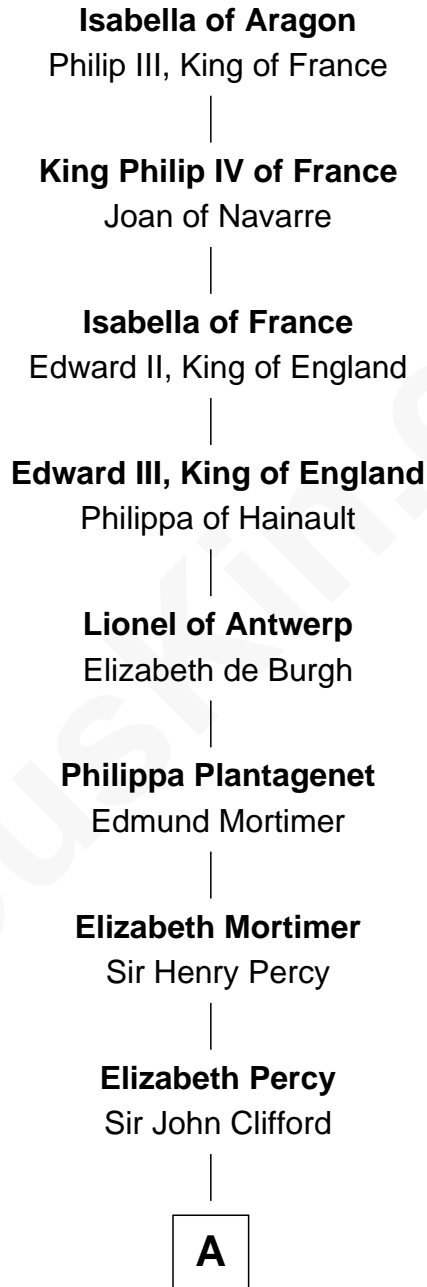 Isabella of Aragon
Philip III, King of France
King Philip IV of France
Joan of Navarre
Isabella of France
Edward II, King of England
Edward III, King of England
Philippa of Hainault
Lionel of Antwerp
Elizabeth de Burgh
Philippa Plantagenet
Edmund Mortimer
Elizabeth Mortimer
Sir Henry Percy
Elizabeth Percy
Sir John Clifford
A